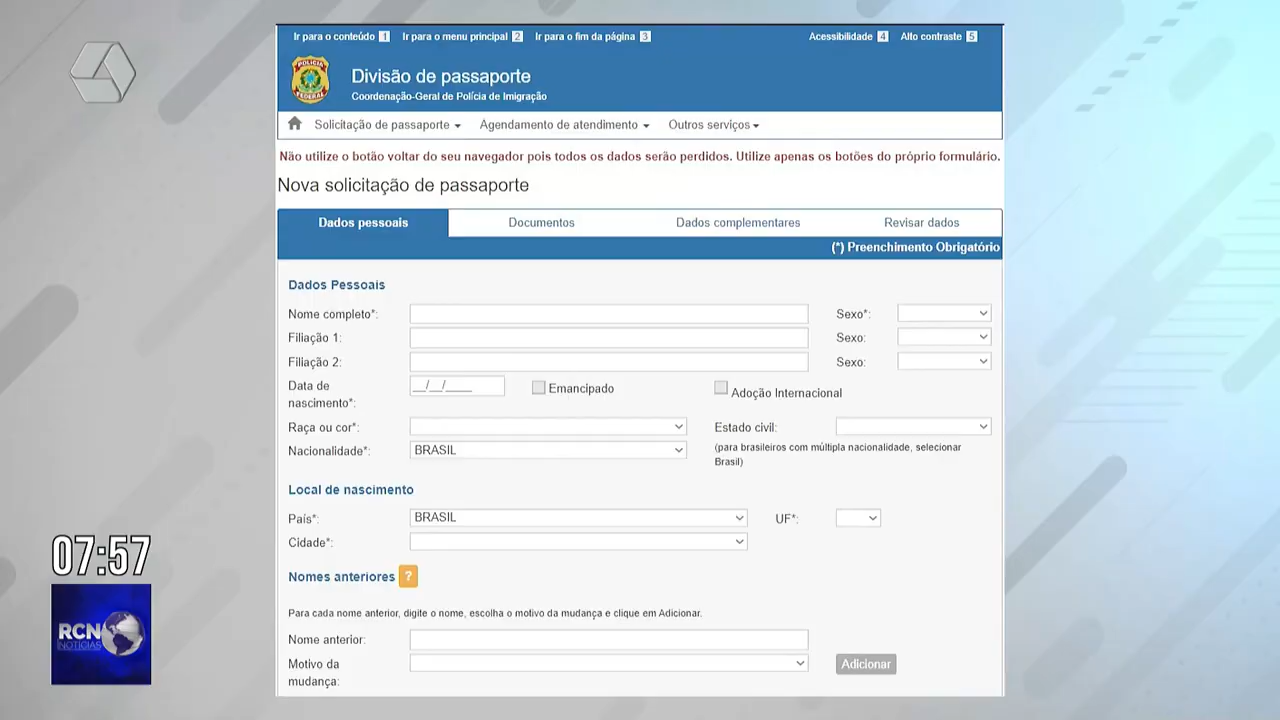 Ir para o conteúdo 1 Ir para o menu principal 2 Ir para o fim da página 3 Acessibilidade 4 Alto contraste 5
POLÍCIA
FEDERAL
Divisão de passaporte
Coordenação-Geral de Polícia de Imigração
Solicitação de passaporte Agendamento de atendimento Outros serviços
Não utilize o botão voltar do seu navegador pois todos os dados serão perdidos. Utilize apenas os botões do próprio formulário.
Nova solicitação de passaporte
Dados pessoais Documentos Dados complementares Revisar dados
(*) Preenchimento Obrigatório
Dados Pessoais
Nome completo*: Sexo*:
Filiação 1: Sexo:
Filiação 2: Sexo:
Data de
nascimento*: __/__/____ Emancipado Adoção Internacional
Raça ou cor*: Estado civil:
Nacionalidade*: BRASIL (para brasileiros com múltipla nacionalidade, selecionar
Brasil)
Local de nascimento
País*: BRASIL UF*:
Cidade*:
Nomes anteriores ?
Para cada nome anterior, digite o nome, escolha o motivo da mudança e clique em Adicionar.
Nome anterior:
Motivo da
mudança: Adicionar
07:57
RCN
NOTÍCIAS